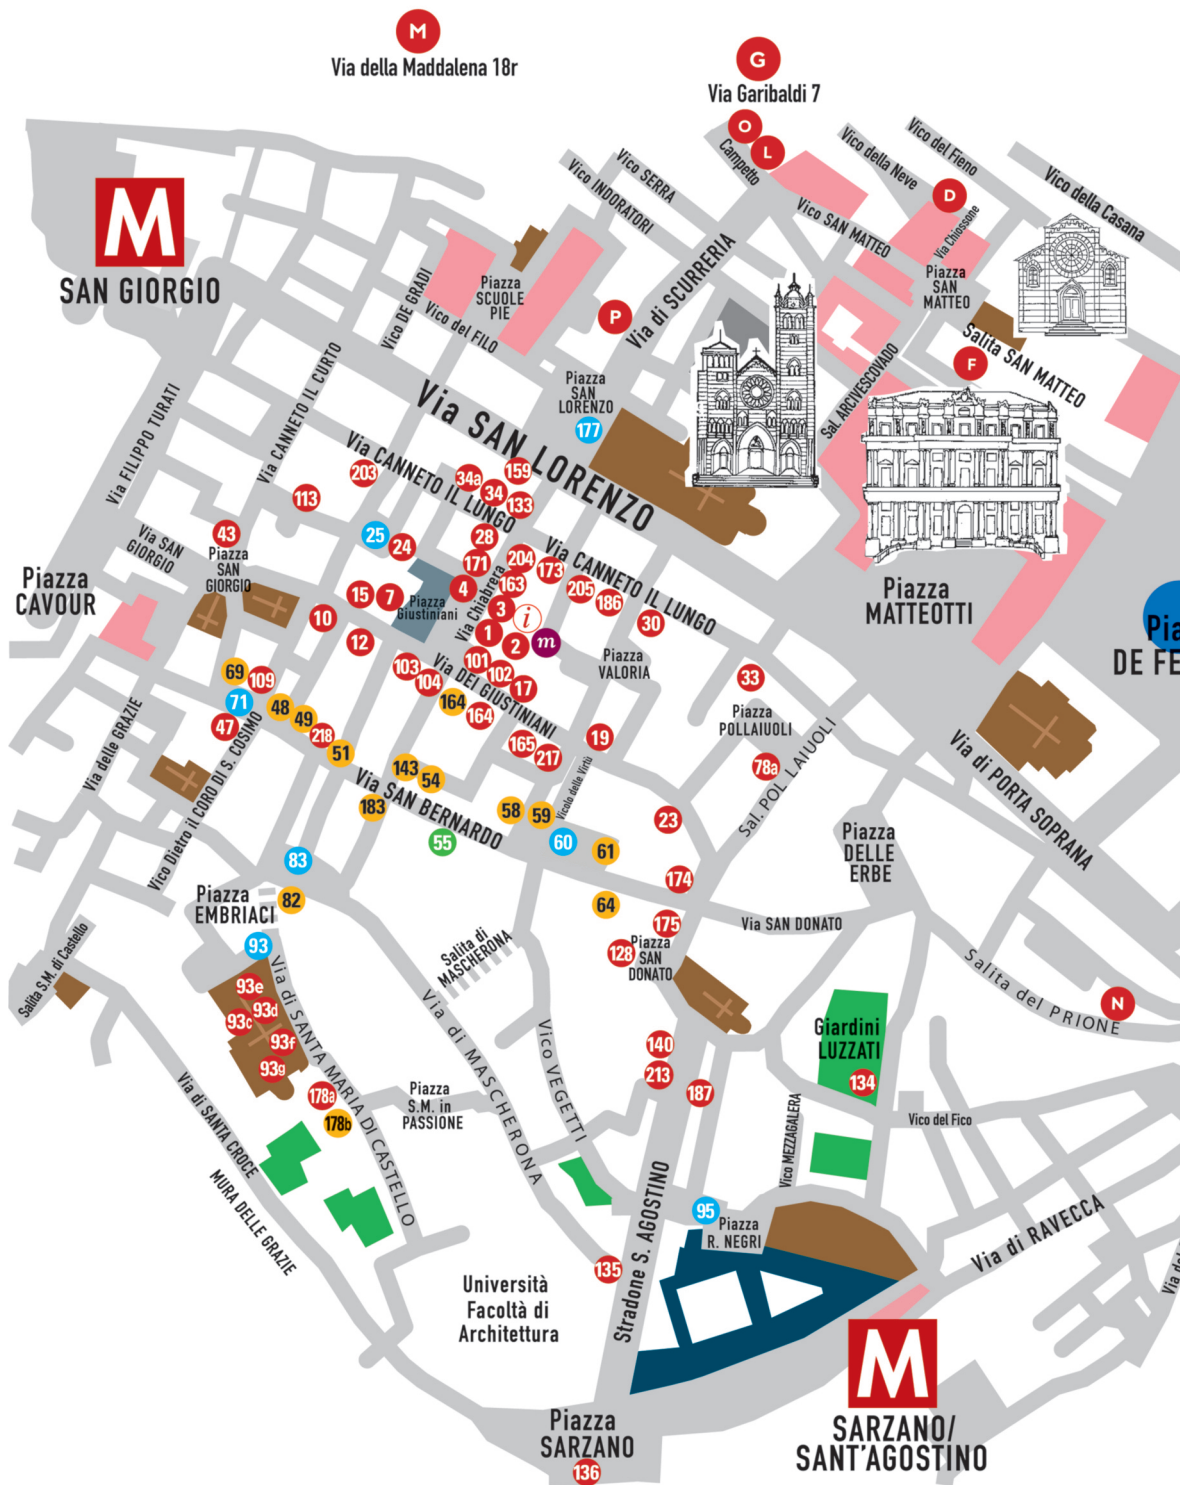 M
Via della Maddalena 18r
G
Via Garibaldi 7
O
L
Campetto
Vico della Neve
Vico del Fieno
Vico della Casana
D
Via Chiossone
Vico SERRA
Vico INDORATORI
Vico SAN MATTEO
Piazza
SAN
MATTEO
M
SAN GIORGIO
Piazza
SCUOLE
PIE
Vico DE GRADI
Vico del FILO
P
Via di SCURRERIA
Salita SAN MATTEO
F
Sal. ARCIVESCOVADO
Via FILIPPO TURATI
Via CANNETO IL CURTO
Piazza
SAN
LORENZO
177
Via SAN LORENZO
Via CANNETO IL LUNGO
203
113
34a
34
159
133
43
25
24
28
171
204
173
163
205
186
30
Via CANNETO IL LUNGO
Via SAN
GIORGIO
Piazza
SAN
GIORGIO
Piazza
CAVOUR
15
7
Piazza
Giustiniani
4
Via Chiabrera
3
i
1
2
m
10
12
101
102
17
103
104
Via DEI GIUSTINIANI
164
164
165
217
19
Piazza
VALORIA
Piazza
MATTEOTTI
Pia
DE FE
33
Piazza
POLLAIUOLI
78a
Sal. POLLAIUOLI
Via di PORTA SOPRANA
69
109
71
47
48
49
218
51
Via delle GRAZIE
Vico Dietro il CORO DI S. COSIMO
143
54
183
Via SAN BERNARDO
55
58
59
Vicolo delle Virtù
60
61
23
64
174
175
128
Piazza
SAN
DONATO
Via SAN DONATO
Piazza
DELLE
ERBE
83
82
Piazza
EMBRIACI
93
93e
93d
93c
93f
93g
Salita S.M. di Castello
Via di SANTA MARIA DI CASTELLO
Salita di
MASCHERONA
Via di MASCHERONA
Vico VEGETTI
178a
178b
Piazza
S.M. in
PASSIONE
Via di SANTA CROCE
MURA DELLE GRAZIE
140
213
187
Giardini
LUZZATI
134
Salita del PRIONE
N
Vico del Fico
Vico MEZZAGALERA
95
Piazza
R. NEGRI
Via di RAVECCA
135
Stradone S. AGOSTINO
Università
Facoltà di
Architettura
M
SARZANO/
SANT'AGOSTINO
Piazza
SARZANO
136